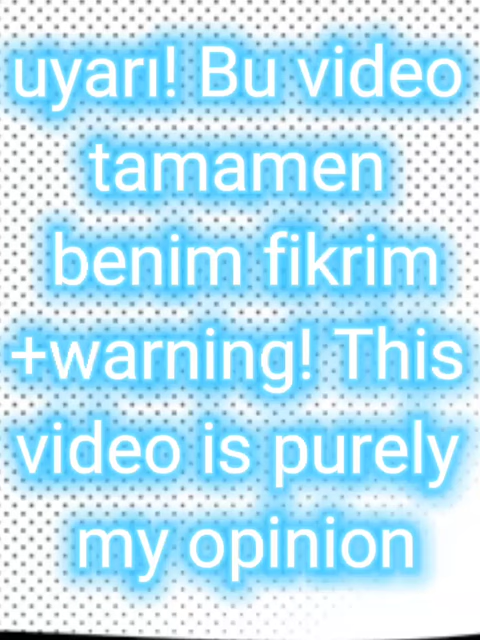 uyarı! Bu video
tamamen
benim fikrim
+warning! This
video is purely
my opinion